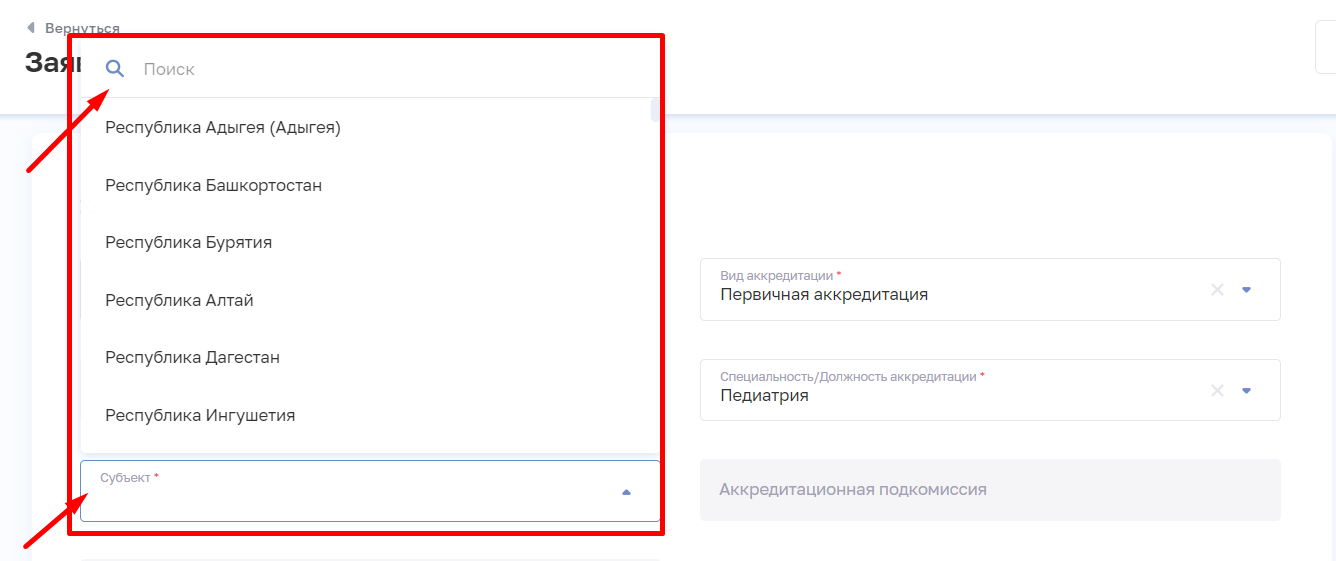 Вернуться
Поиск
Республика Адыгея (Адыгея)
Республика Башкортостан
Республика Бурятия
Республика Алтай
Республика Дагестан
Республика Ингушетия
Субъект *
Вид аккредитации *
Первичная аккредитация
Специальность/Должность аккредитации *
Педиатрия
Аккредитационная подкомиссия